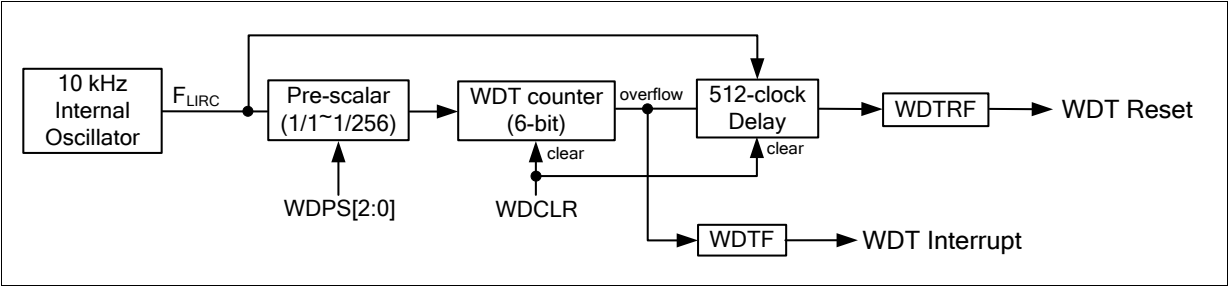 10 kHz
Internal
Oscillator
FLIRC
Pre-scalar
(1/1~1/256)
WDT counter
(6-bit)
overflow
512-clock
Delay
WDTRF
WDT Reset
clear
clear
WDPS[2:0]
WDCLR
WDTF
WDT Interrupt